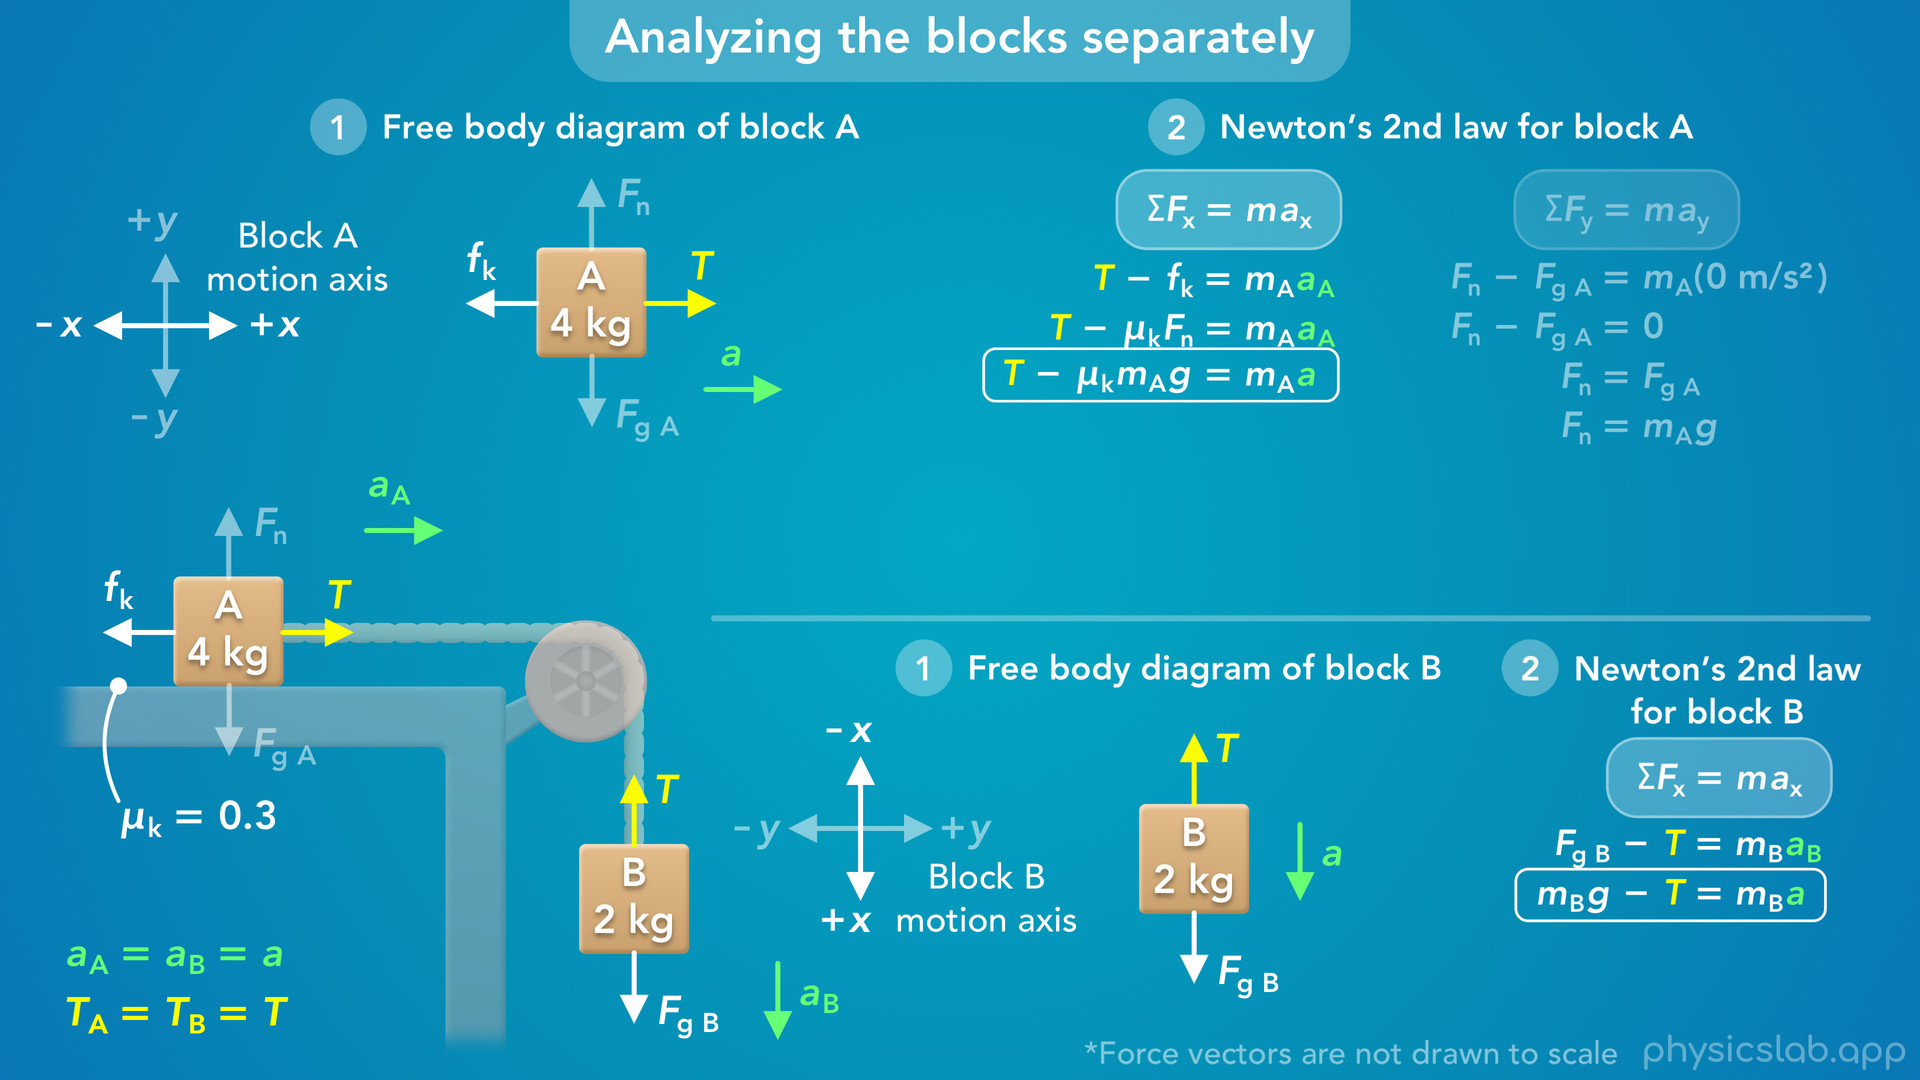 Analyzing the blocks separately
1 Free body diagram of block A
+y
Block A
motion axis
-x
+x
-y
Fn
fk
A
4 kg
T
a
Fg A
2 Newton's 2nd law for block A
ΣFx = max
T − fk = mAaA
T − μkFn = mAaA
T − μkmAg = mAa
ΣFy = may
Fn − Fg A = mA(0 m/s²)
Fn − Fg A = 0
Fn = Fg A
Fn = mAg
aA
Fn
fk
A
4 kg
T
Fg A
μk = 0.3
T
B
2 kg
Fg B
aB
aA = aB = a
TA = TB = T
1 Free body diagram of block B
-x
-y
+y
+x
Block B
motion axis
T
B
2 kg
a
Fg B
2 Newton's 2nd law
for block B
ΣFx = max
Fg B − T = mBaB
mBg − T = mBa
*Force vectors are not drawn to scale
physicslab.app